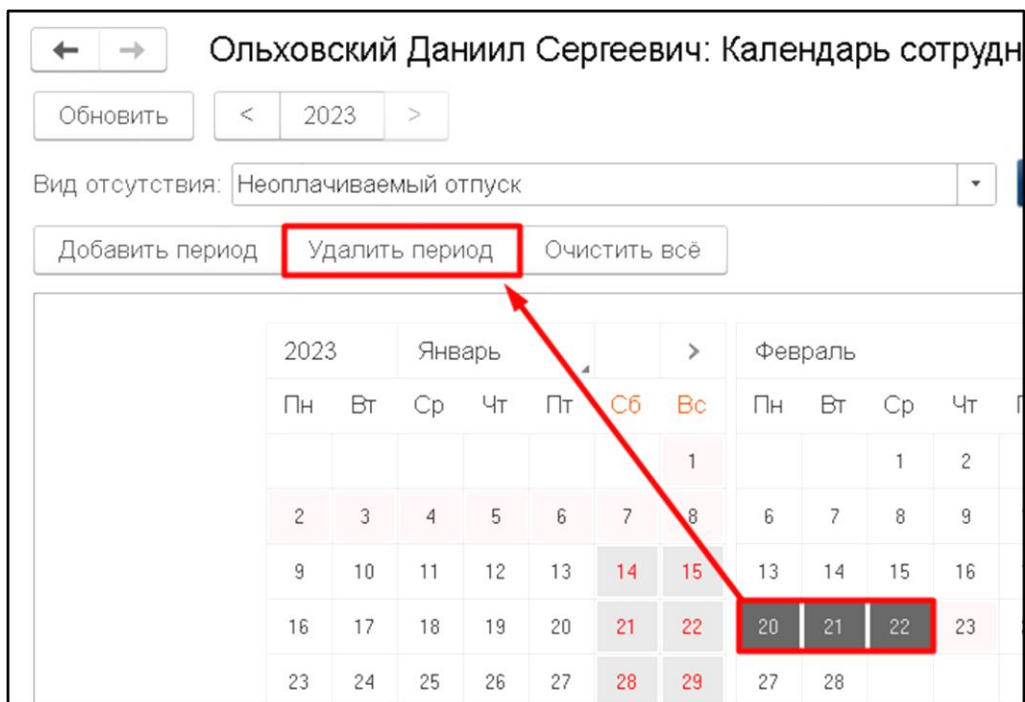 Ольховский Даниил Сергеевич: Календарь сотрудн
Обновить < 2023 >
Вид отсутствия: Неоплачиваемый отпуск
Добавить период Удалить период Очистить всё
2023 Январь > Февраль
Пн Вт Ср Чт Пт Сб Вс Пн Вт Ср Чт
1 1 2
2 3 4 5 6 7 8 6 7 8 9
9 10 11 12 13 14 15 13 14 15 16
16 17 18 19 20 21 22 20 21 22 23
23 24 25 26 27 28 29 27 28